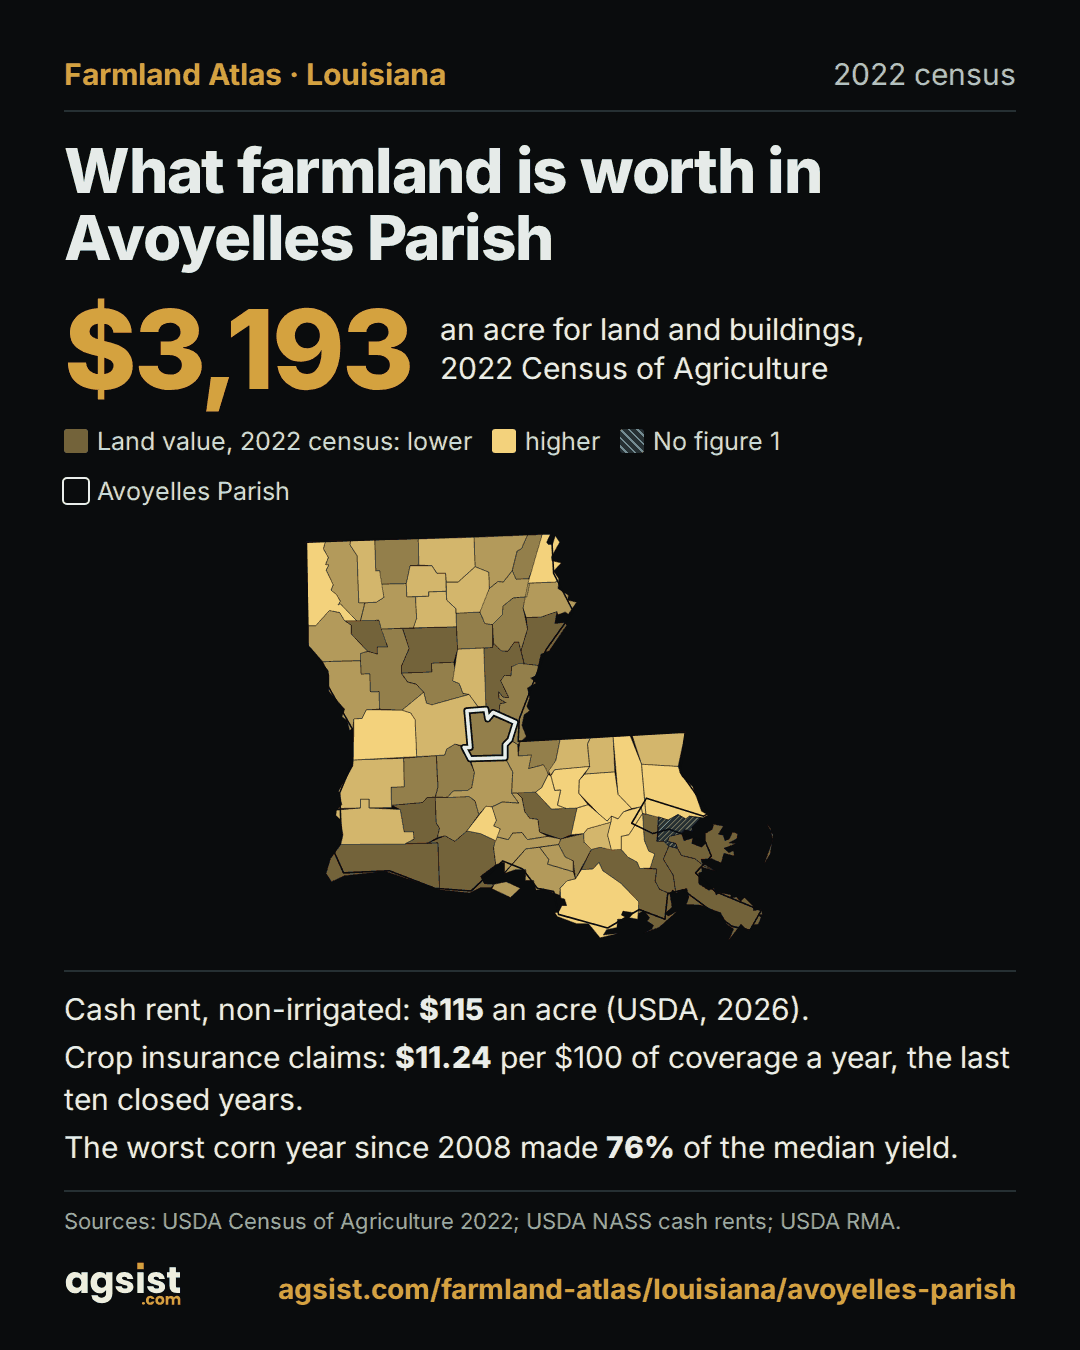 Farmland Atlas · Louisiana
2022 census
What farmland is worth in
Avoyelles Parish
$3,193
an acre for land and buildings,
2022 Census of Agriculture
Land value, 2022 census: lower
higher
No figure 1
Avoyelles Parish
Cash rent, non-irrigated: $115 an acre (USDA, 2026).
Crop insurance claims: $11.24 per $100 of coverage a year, the last
ten closed years.
The worst corn year since 2008 made 76% of the median yield.
Sources: USDA Census of Agriculture 2022; USDA NASS cash rents; USDA RMA.
agsist
.com
agsist.com/farmland-atlas/louisiana/avoyelles-parish